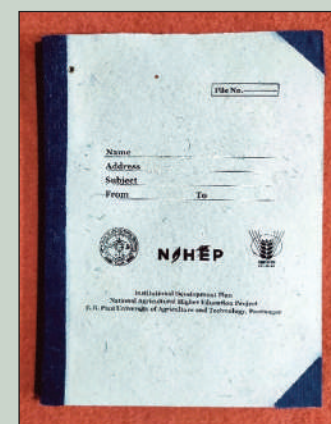 File No.
Name
Address
Subject
From To
NAHEP
Institutional Development Plan
National Agricultural Higher Education Project
G. B. Pant University of Agriculture and Technology, Pantnagar